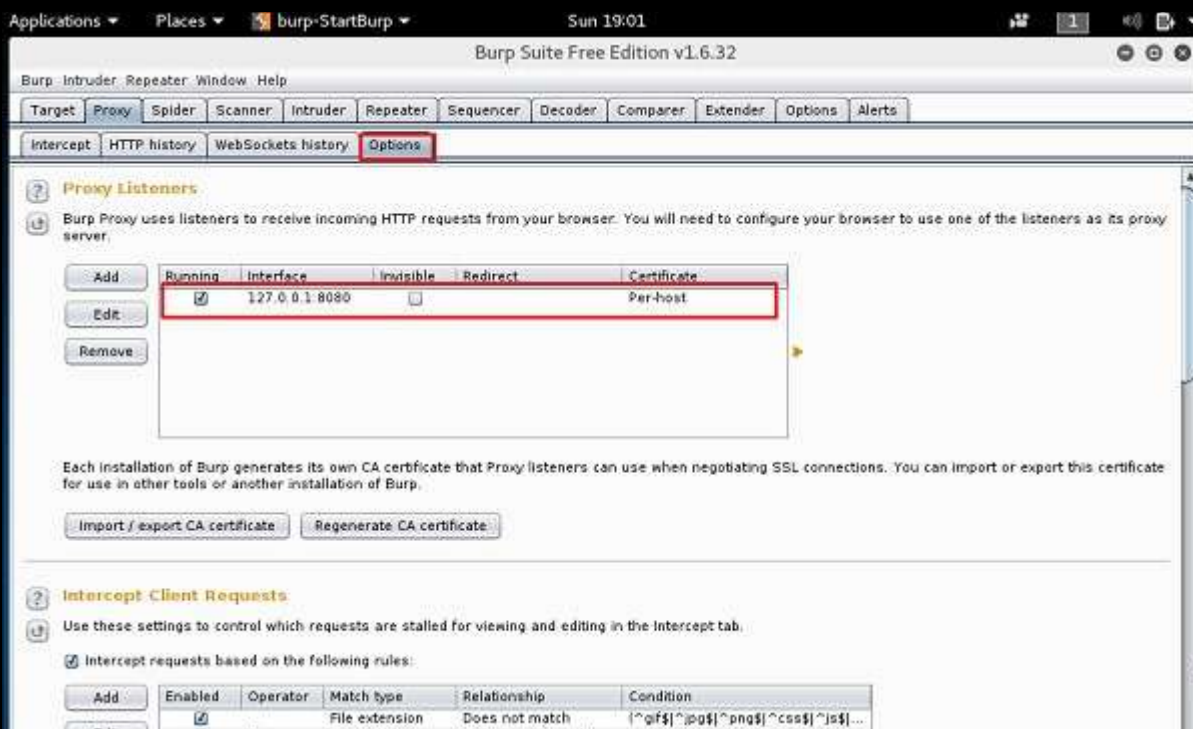 Applications Places burp-StartBurp Sun 19:01 1
Burp Suite Free Edition v1.6.32
Burp Intruder Repeater Window Help
Target Proxy Spider Scanner Intruder Repeater Sequencer Decoder Comparer Extender Options Alerts
Intercept HTTP history WebSockets history Options
? Proxy Listeners
Burp Proxy uses listeners to receive incoming HTTP requests from your browser. You will need to configure your browser to use one of the listeners as its proxy
server.
Add Running Interface Invisible Redirect Certificate
127.0.0.1:8080 Per-host
Edit
Remove
Each installation of Burp generates its own CA certificate that Proxy listeners can use when negotiating SSL connections. You can import or export this certificate
for use in other tools or another installation of Burp.
Import / export CA certificate Regenerate CA certificate
? Intercept Client Requests
Use these settings to control which requests are stalled for viewing and editing in the Intercept tab.
Intercept requests based on the following rules:
Add Enabled Operator Match type Relationship Condition
File extension Does not match (^gif$|^jpg$|^png$|^css$|^js$|...